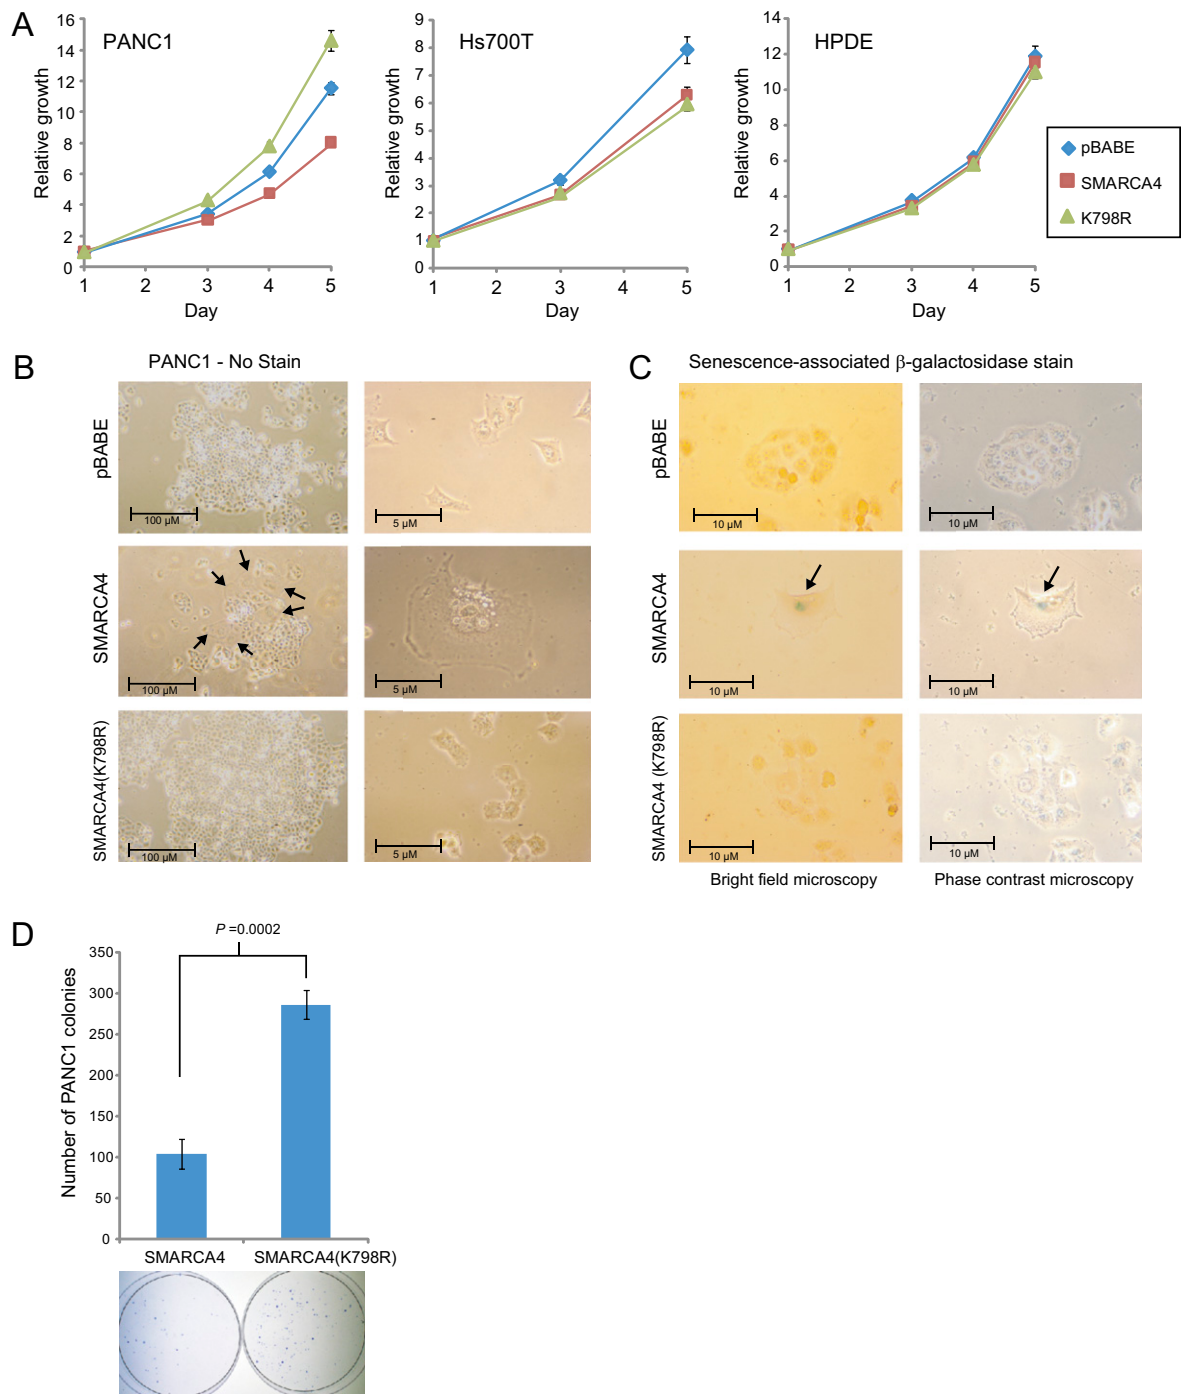 A
PANC1
Relative growth
16
14
12
10
8
6
4
2
0
1
2
3
4
5
Day
Hs700T
Relative growth
9
8
7
6
5
4
3
2
1
0
1
2
3
4
5
Day
HPDE
Relative growth
12
10
8
6
4
2
0
1
2
3
4
5
Day
pBABE
SMARCA4
K798R
B
PANC1 - No Stain
pBABE
100 µM
5 µM
SMARCA4
100 µM
5 µM
SMARCA4(K798R)
100 µM
5 µM
C
Senescence-associated β-galactosidase stain
pBABE
10 µM
10 µM
SMARCA4
10 µM
10 µM
SMARCA4 (K798R)
10 µM
10 µM
Bright field microscopy
Phase contrast microscopy
D
P =0.0002
Number of PANC1 colonies
350
300
250
200
150
100
50
0
SMARCA4
SMARCA4(K798R)